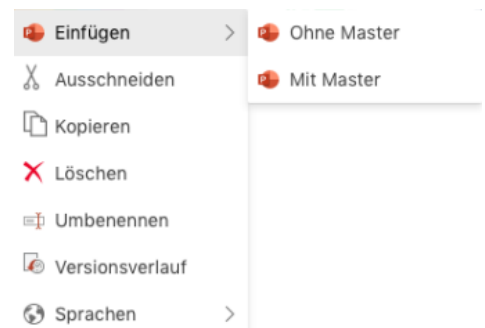 Einfügen
Ohne Master
Mit Master
Ausschneiden
Kopieren
Löschen
Umbenennen
Versionsverlauf
Sprachen